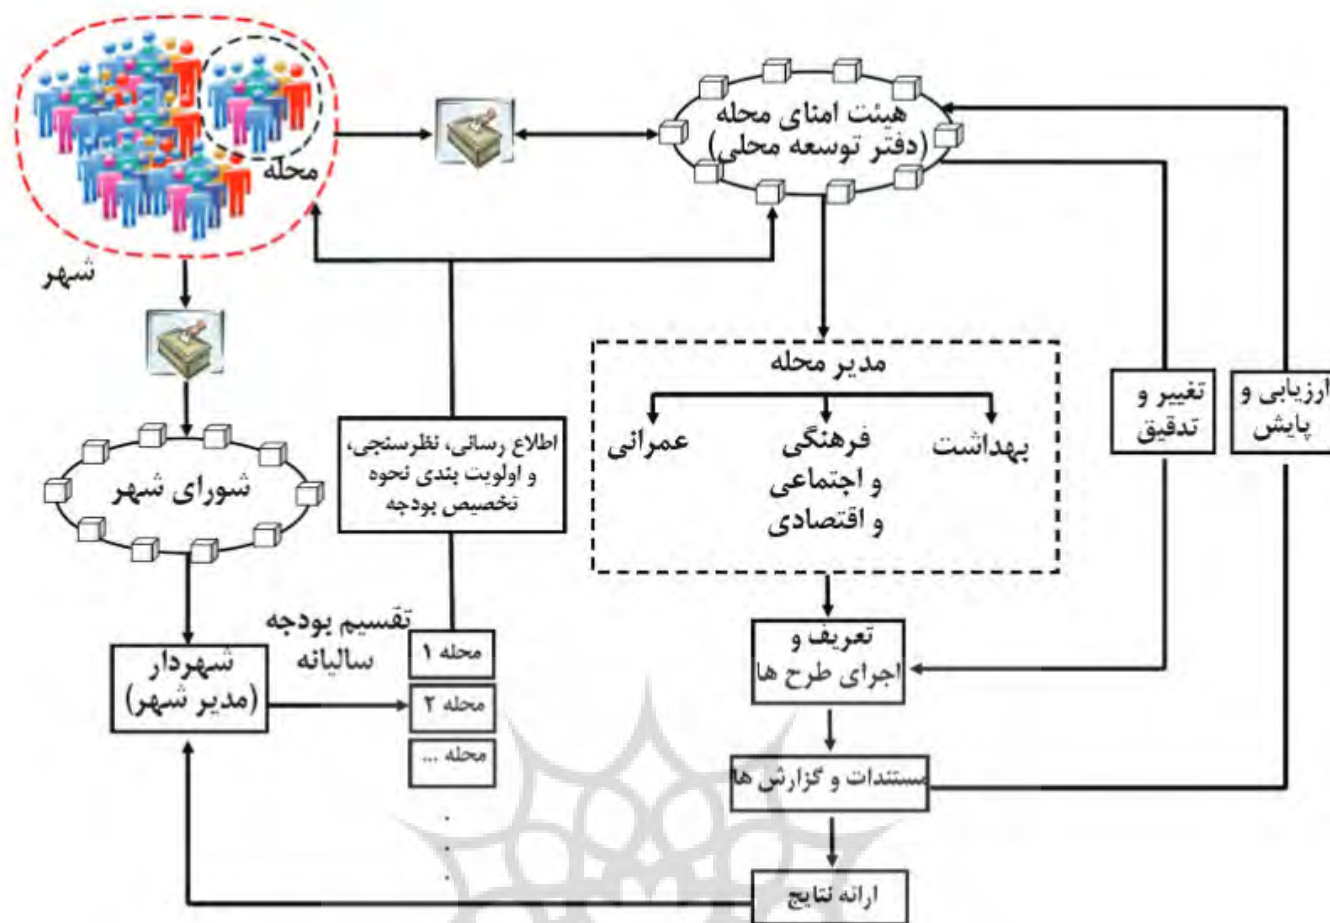 هیئت امنای محله
(دفتر توسعه محلی)
محله
شهر
مدیر محله
بهداشت
فرهنگی
و اجتماعی
و اقتصادی
عمرانی
تغییر و
تدقیق
ارزیابی و
پایش
اطلاع رسانی، نظرسنجی،
و اولویت بندی نحوه
تخصیص بودجه
شورای شهر
تقسیم بودجه
سالیانه
شهردار
(مدیر شهر)
محله ۱
محله ۲
محله ...
تعریف و
اجرای طرح ها
مستندات و گزارش ها
ارائه نتایج